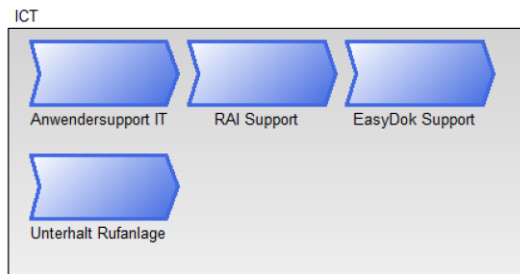 ICT
Anwendersupport IT
RAI Support
EasyDok Support
Unterhalt Rufanlage